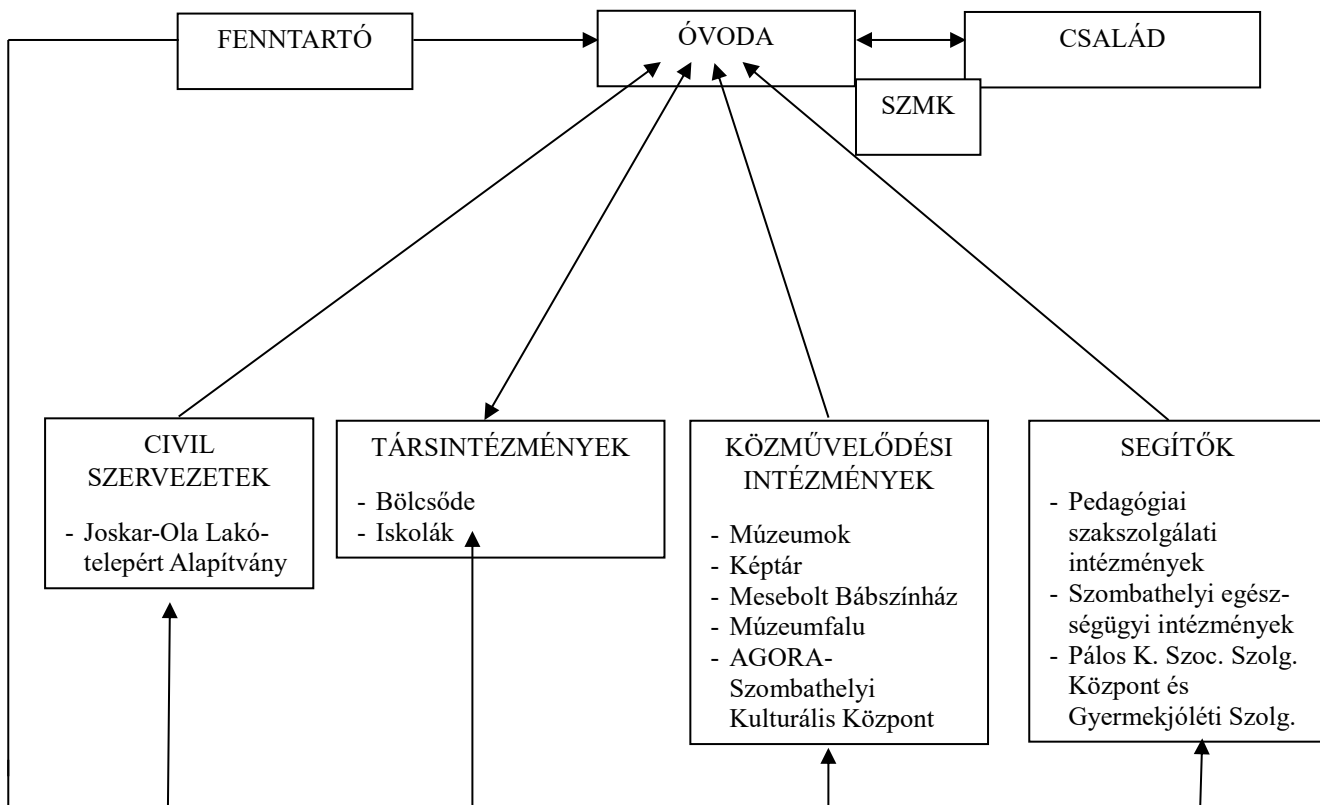 FENNTARTÓ
ÓVODA
CSALÁD
SZMK
CIVIL
SZERVEZETEK
- Joskar-Ola Lakó-
telepért Alapítvány
TÁRSINTÉZMÉNYEK
- Bölcsőde
- Iskolák
KÖZMŰVELŐDÉSI
INTÉZMÉNYEK
- Múzeumok
- Képtár
- Mesebolt Bábszínház
- Múzeumfalu
- AGORA-
Szombathelyi
Kulturális Központ
SEGÍTŐK
- Pedagógiai
szakszolgálati
intézmények
- Szombathelyi egész-
ségügyi intézmények
- Pálos K. Szoc. Szolg.
Központ és
Gyermekjóléti Szolg.